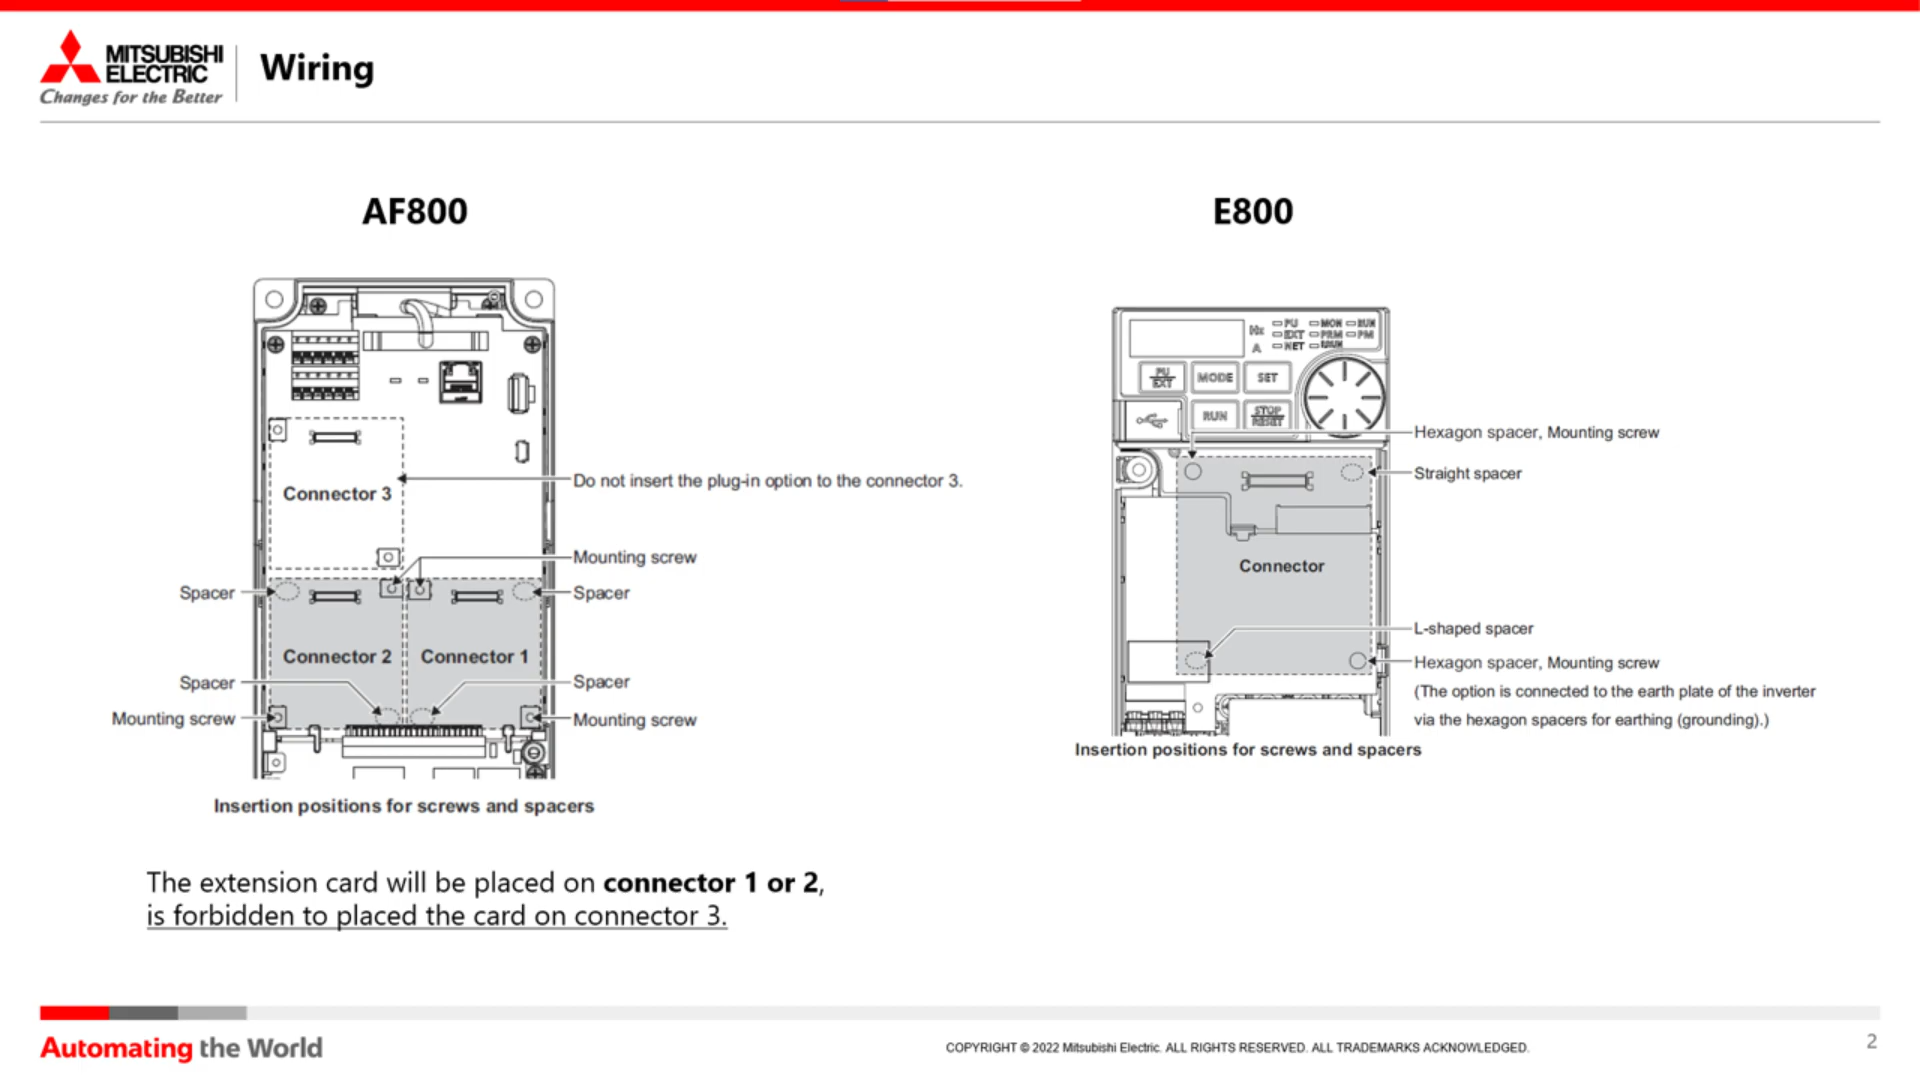 MITSUBISHI
ELECTRIC
Changes for the Better
Wiring
AF800
E800
Connector 3
Do not insert the plug-in option to the connector 3.
Mounting screw
Spacer
Spacer
Connector 2
Connector 1
Spacer
Spacer
Mounting screw
Mounting screw
Insertion positions for screws and spacers
Hz
A
PU MON RUN
EXT PRM PM
NET
PU
EXT
MODE
SET
RUN
STOP
RESET
Hexagon spacer, Mounting screw
Straight spacer
Connector
L-shaped spacer
Hexagon spacer, Mounting screw
(The option is connected to the earth plate of the inverter
via the hexagon spacers for earthing (grounding).)
Insertion positions for screws and spacers
The extension card will be placed on connector 1 or 2,
is forbidden to placed the card on connector 3.
Automating the World
COPYRIGHT © 2022 Mitsubishi Electric. ALL RIGHTS RESERVED. ALL TRADEMARKS ACKNOWLEDGED.
2